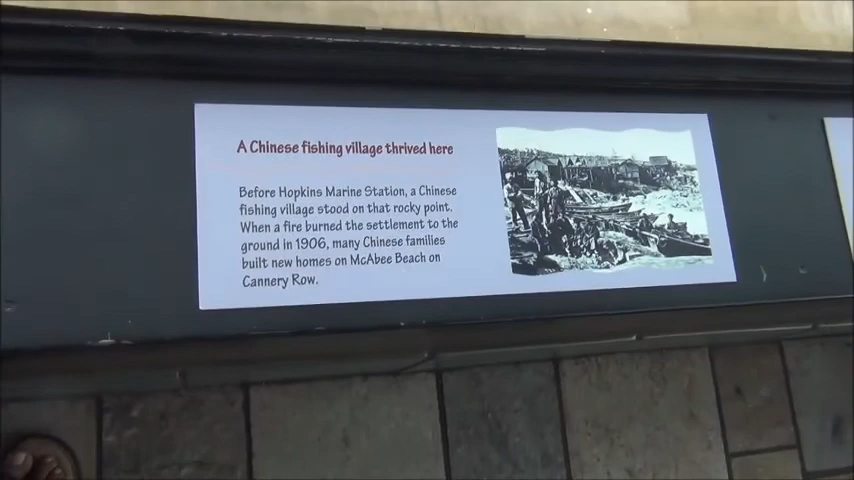 A Chinese fishing village thrived here
Before Hopkins Marine Station, a Chinese
fishing village stood on that rocky point.
When a fire burned the settlement to the
ground in 1906, many Chinese families
built new homes on McAbee Beach on
Cannery Row.